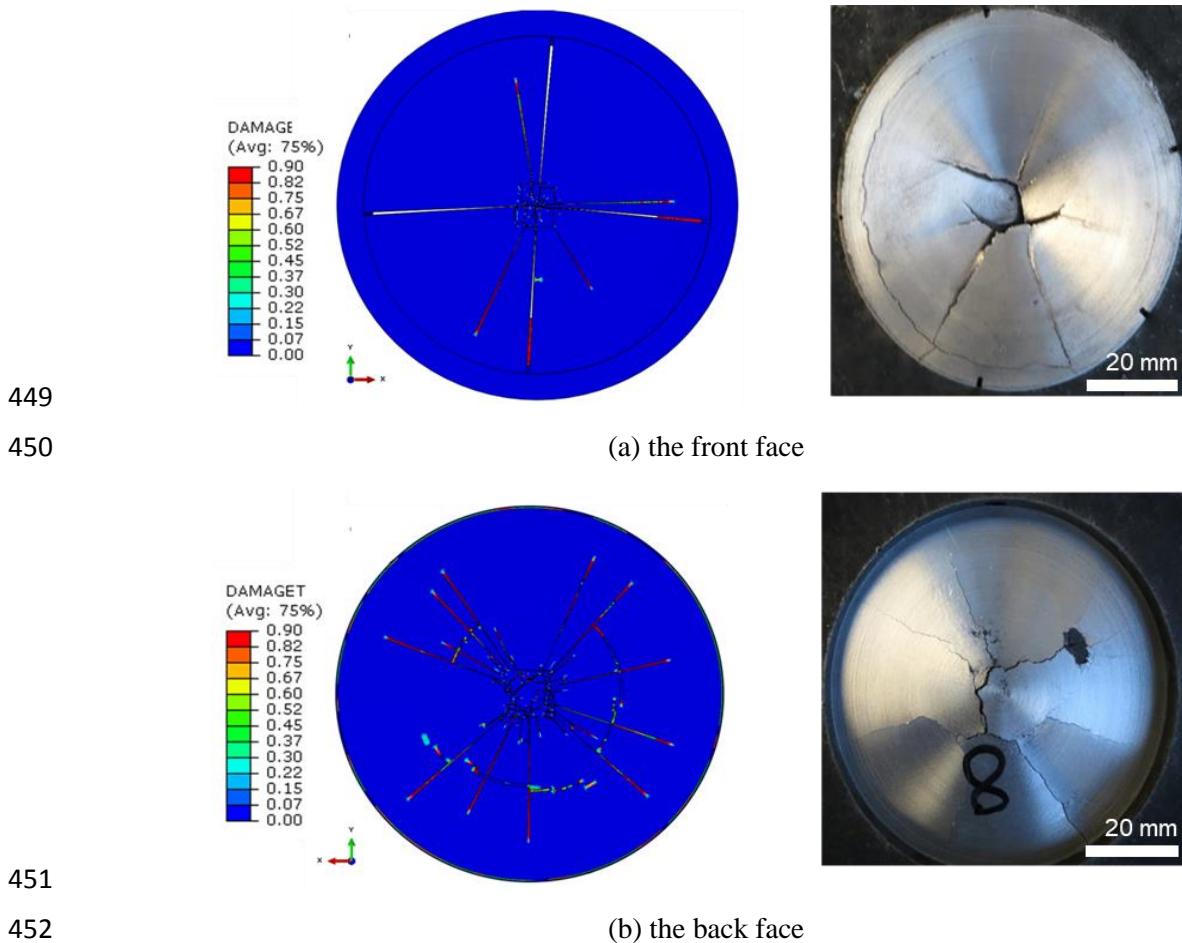 DAMAGE
(Avg: 75%)
0.90
0.82
0.75
0.67
0.60
0.52
0.45
0.37
0.30
0.22
0.15
0.07
0.00
Y
X
20 mm
449
450 (a) the front face
DAMAGET
(Avg: 75%)
0.90
0.82
0.75
0.67
0.60
0.52
0.45
0.37
0.30
0.22
0.15
0.07
0.00
Y
X
8
20 mm
451
452 (b) the back face